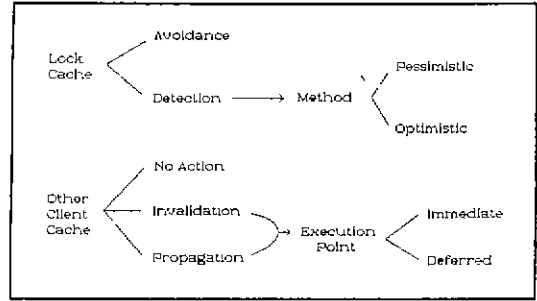 Avoidance
Lock
Cache
Pessimistic
Detection
Method
Optimistic
No Action
Other
Client
Cache
Invalidation
Immediate
Execution
Point
Propagation
Deferred